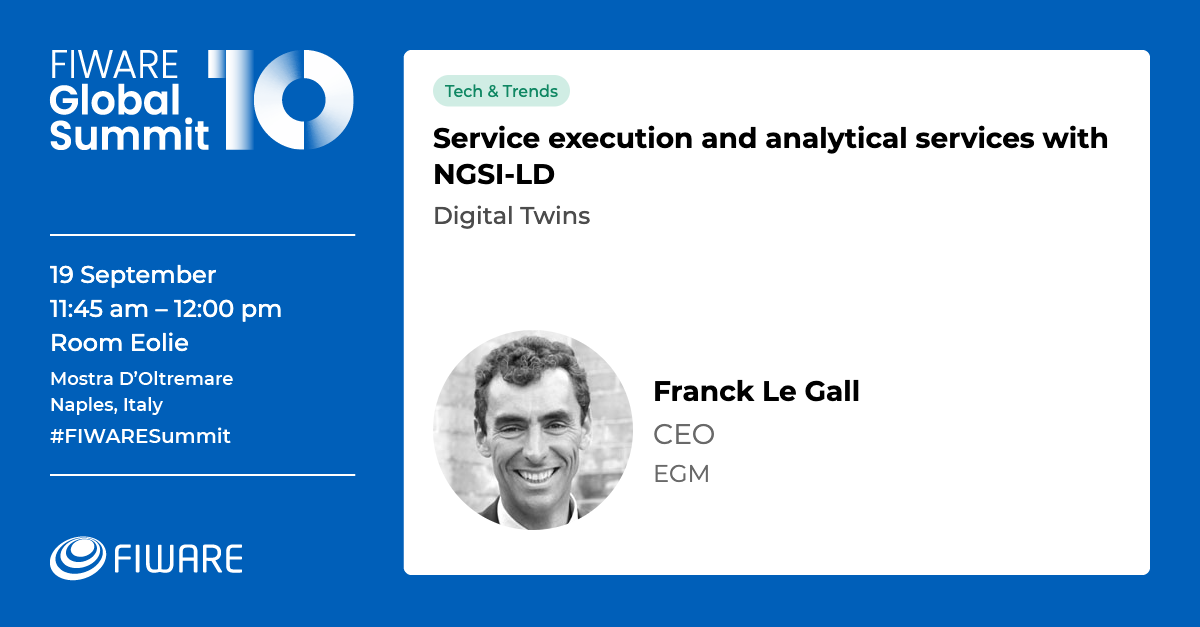 FIWARE
Global
Summit
10
19 September
11:45 am – 12:00 pm
Room Eolie
Mostra D’Oltremare
Naples, Italy
#FIWARESummit
FIWARE
Tech & Trends
Service execution and analytical services with
NGSI-LD
Digital Twins
Franck Le Gall
CEO
EGM